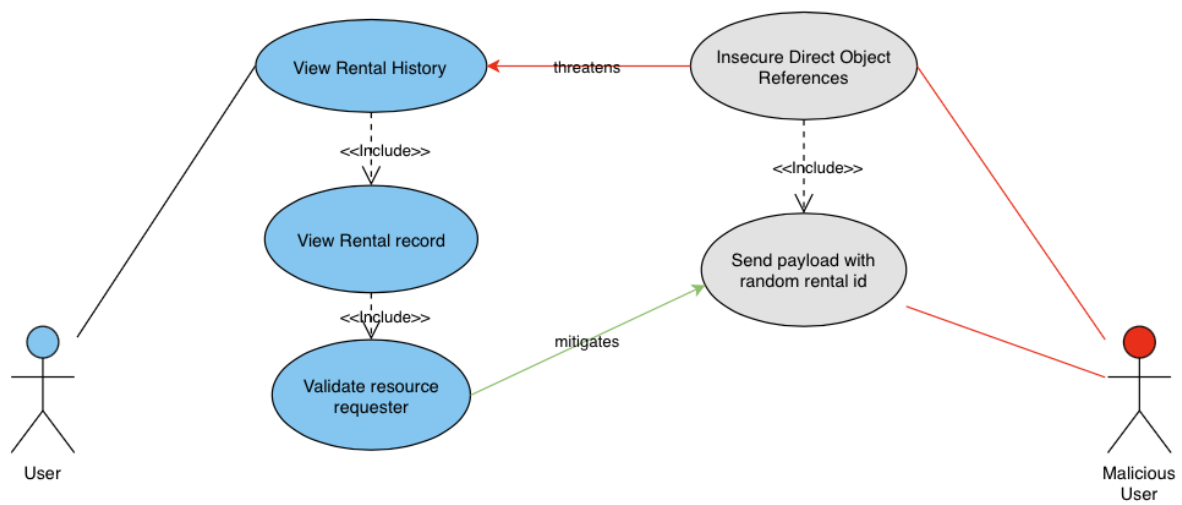 View Rental History
threatens
Insecure Direct Object
References
<<Include>>
<<Include>>
View Rental record
Send payload with
random rental id
<<Include>>
mitigates
Validate resource
requester
User
Malicious
User